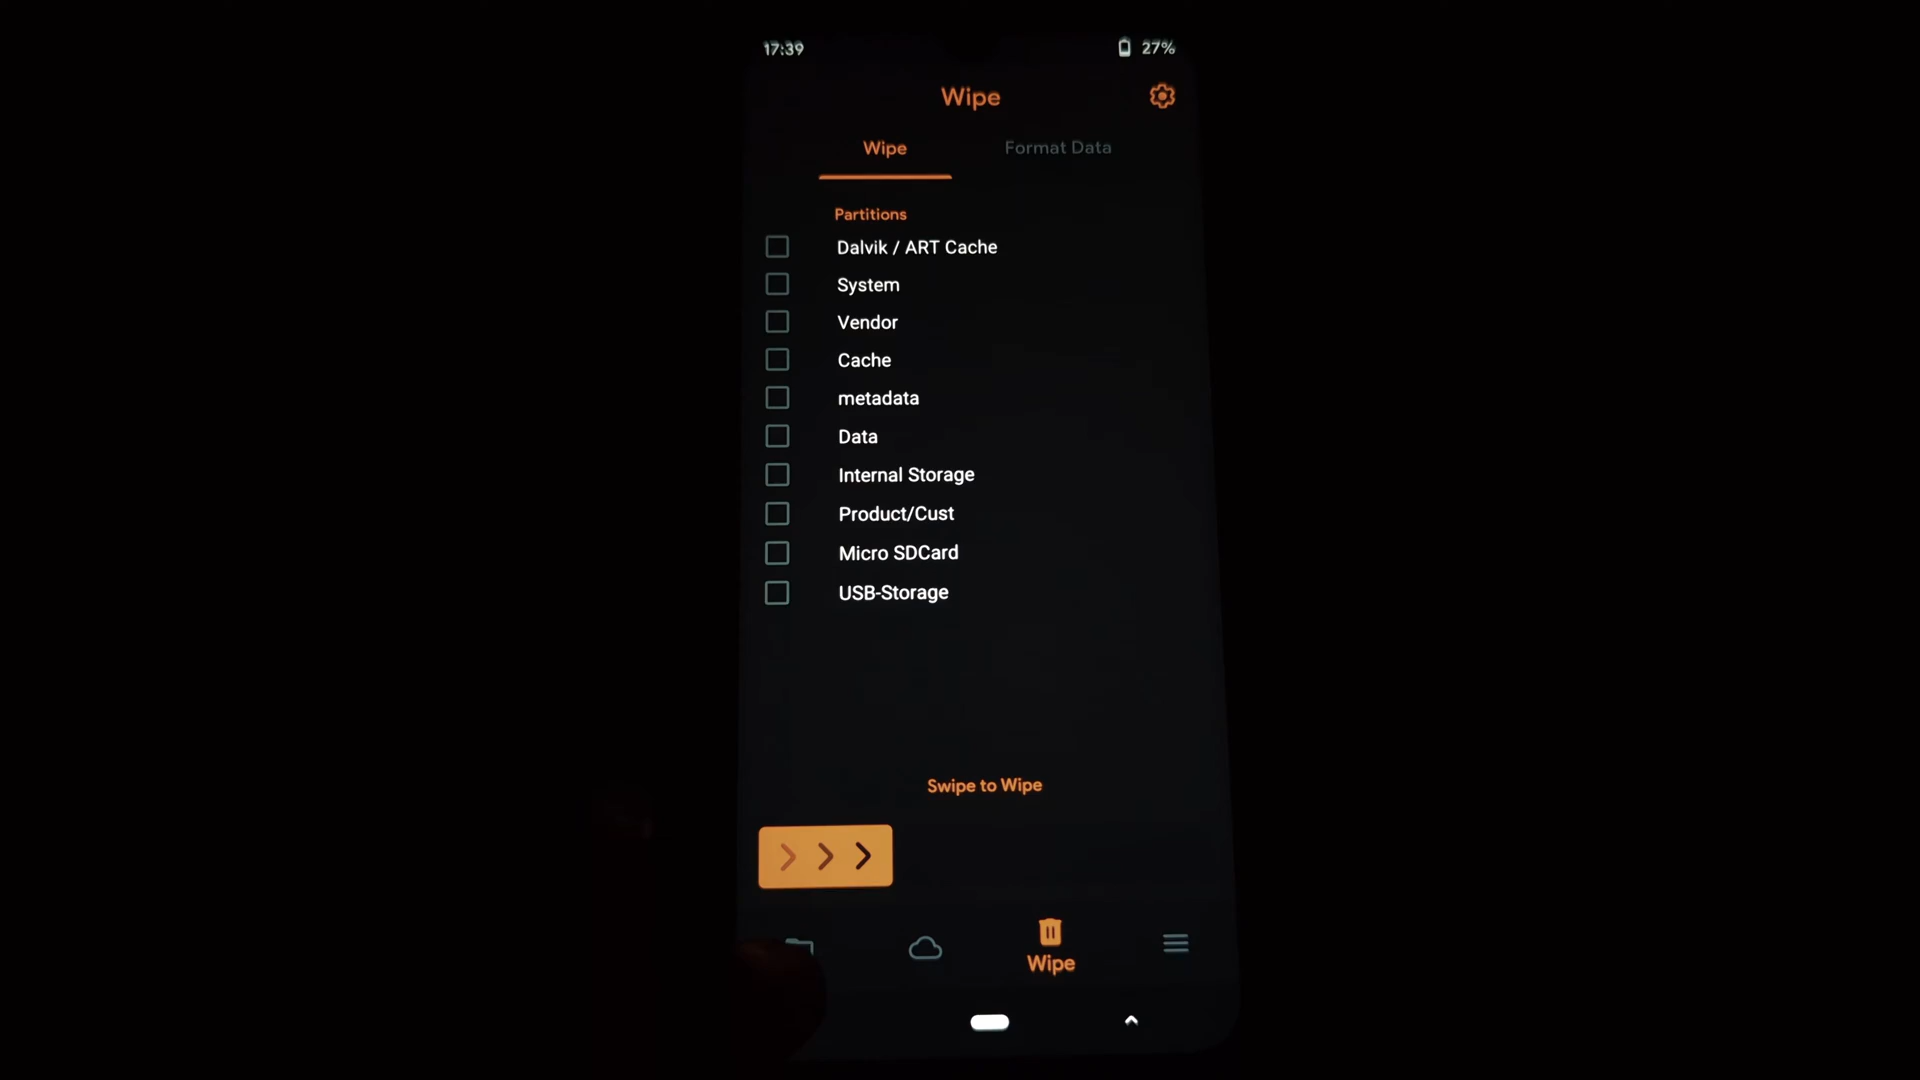 17:39
27%
Wipe
Wipe
Format Data
Partitions
Dalvik / ART Cache
System
Vendor
Cache
metadata
Data
Internal Storage
Product/Cust
Micro SDCard
USB-Storage
Swipe to Wipe
Wipe